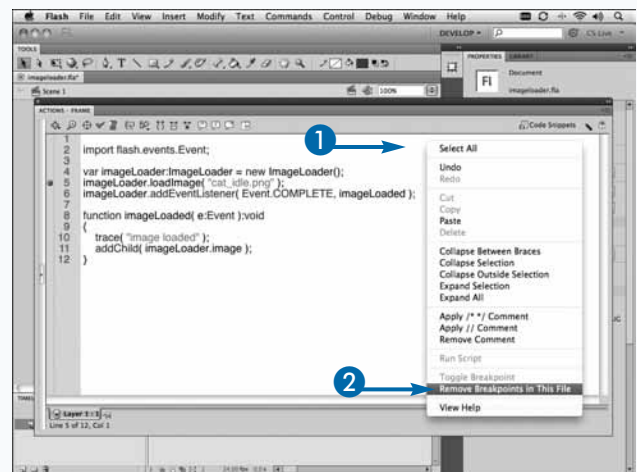 Flash File Edit View Insert Modify Text Commands Control Debug Window Help
DEVELOP
CS Live
TOOLS
imageloader.fla*
Scene 1
100%
PROPERTIES LIBRARY
Fl
Document
imageloader.fla
ACTIONS - FRAME
Code Snippets
1
1
2 import flash.events.Event;
3
4 var imageLoader:ImageLoader = new ImageLoader();
5 imageLoader.loadImage( "cat_idle.png" );
6 imageLoader.addEventListener( Event.COMPLETE, imageLoaded );
7
8 function imageLoaded( e:Event ):void
9 {
10 trace( "image loaded" );
11 addChild( imageLoader.image );
12 }
Select All
Undo
Redo
Cut
Copy
Paste
Delete
Collapse Between Braces
Collapse Selection
Collapse Outside Selection
Expand Selection
Expand All
Apply /* */ Comment
Apply // Comment
Remove Comment
Run Script
Toggle Breakpoint
2
Remove Breakpoints in This File
View Help
Layer 1 : 1
Line 5 of 12, Col 1